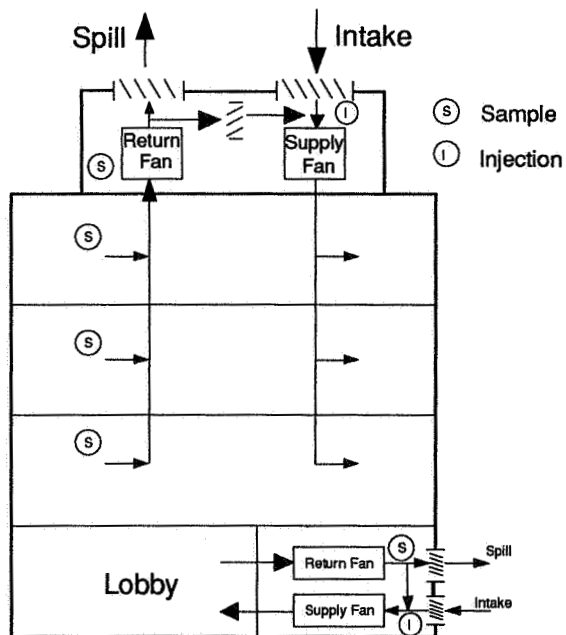 Spill
Intake
S Sample
I Injection
Return
Fan
Supply
Fan
I
S
S
S
S
Lobby
Return Fan
S
Spill
Supply Fan
Intake
I